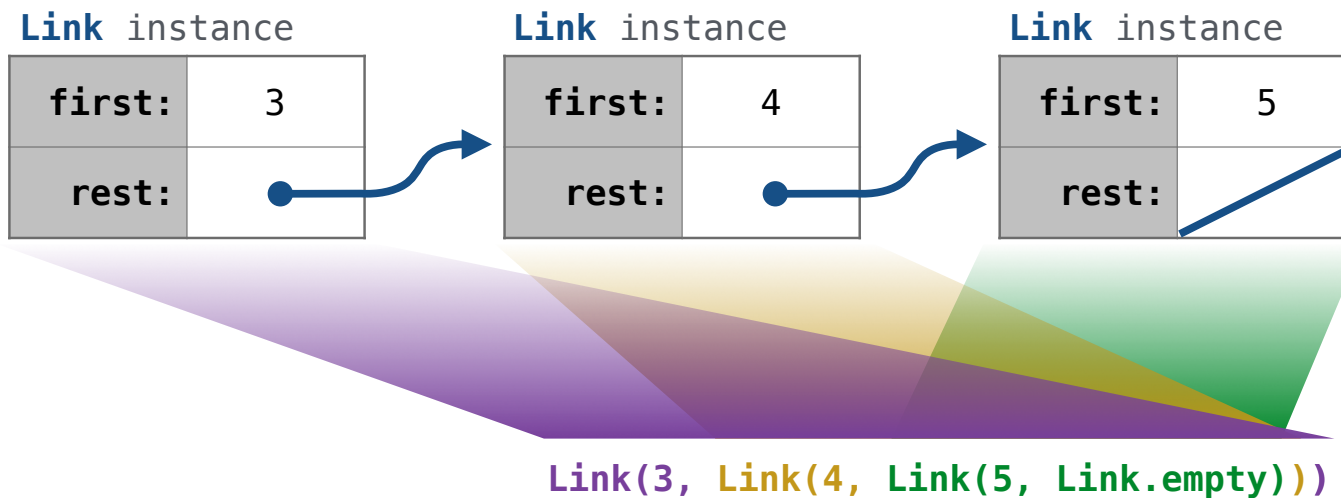 Link instance Link instance Link instance
first: 3 first: 4 first: 5
rest: rest: rest:
Link(3, Link(4, Link(5, Link.empty)))